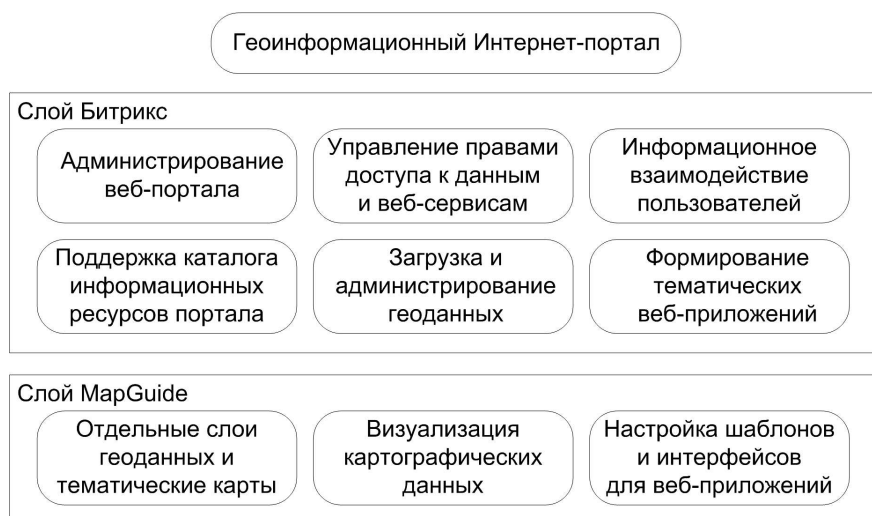 Геоинформационный Интернет-портал
Слой Битрикс
Администрирование
веб-портала
Управление правами
доступа к данным
и веб-сервисам
Информационное
взаимодействие
пользователей
Поддержка каталога
информационных
ресурсов портала
Загрузка и
администрирование
геоданных
Формирование
тематических
веб-приложений
Слой MapGuide
Отдельные слои
геоданных и
тематические карты
Визуализация
картографических
данных
Настройка шаблонов
и интерфейсов
для веб-приложений